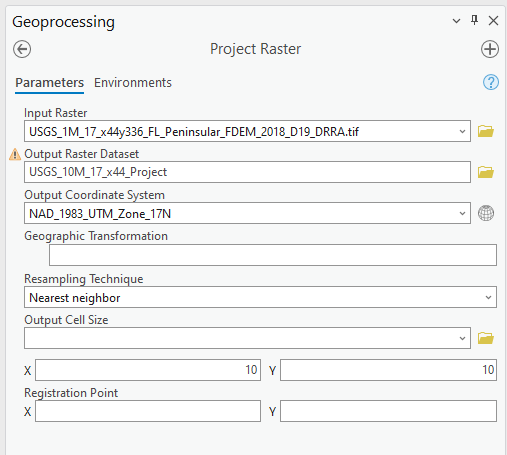 Geoprocessing
Project Raster
Parameters Environments
?
Input Raster
USGS_1M_17_x44y336_FL_Peninsular_FDEM_2018_D19_DRRA.tif
Output Raster Dataset
USGS_10M_17_x44_Project
Output Coordinate System
NAD_1983_UTM_Zone_17N
Geographic Transformation
Resampling Technique
Nearest neighbor
Output Cell Size
X 10 Y 10
Registration Point
X Y